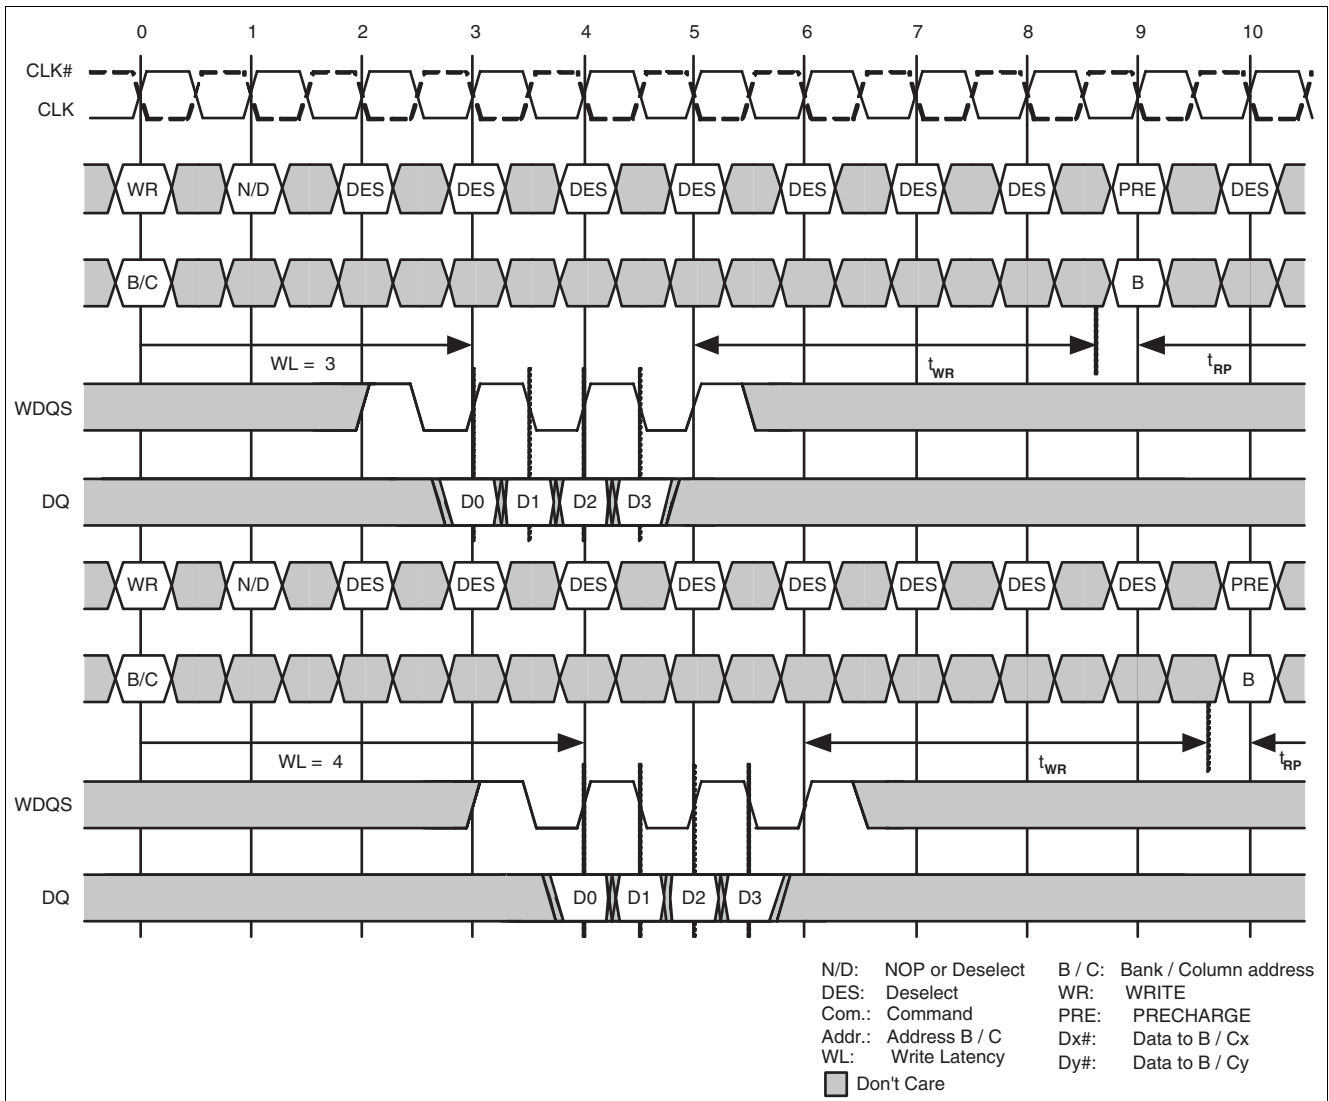 0 1 2 3 4 5 6 7 8 9 10
CLK#
CLK
WR N/D DES DES DES DES DES DES DES PRE DES
B/C B
WL = 3 tWR tRP
WDQS
DQ D0 D1 D2 D3
WR N/D DES DES DES DES DES DES DES DES PRE
B/C B
WL = 4 tWR tRP
WDQS
DQ D0 D1 D2 D3
N/D: NOP or Deselect B / C: Bank / Column address
DES: Deselect WR: WRITE
Com.: Command PRE: PRECHARGE
Addr.: Address B / C Dx#: Data to B / Cx
WL: Write Latency Dy#: Data to B / Cy
Don't Care